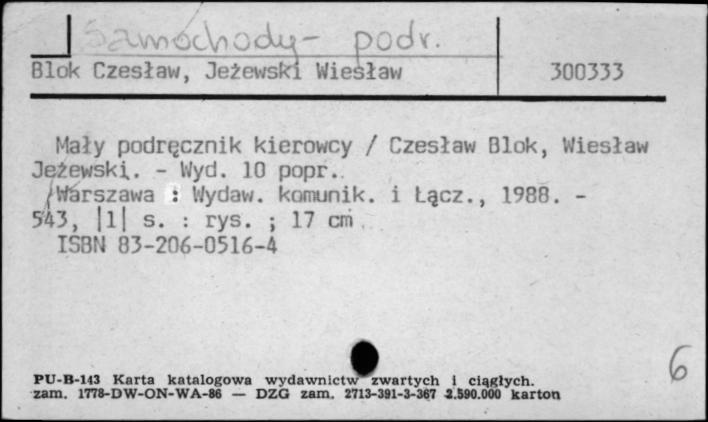 Samochody - podr.
Blok Czesław, Jeżewski Wiesław 300333
Mały podręcznik kierowcy / Czesław Blok, Wiesław
Jeżewski. - Wyd. 10 popr.
Warszawa : Wydaw. komunik. i Łącz., 1988. -
543, |1| s. : rys. ; 17 cm
ISBN 83-206-0516-4
6
PU-B-143 Karta katalogowa wydawnictw zwartych i ciągłych.
zam. 1778-DW-ON-WA-86 — DZG zam. 2713-391-3-367 2.590.000 karton